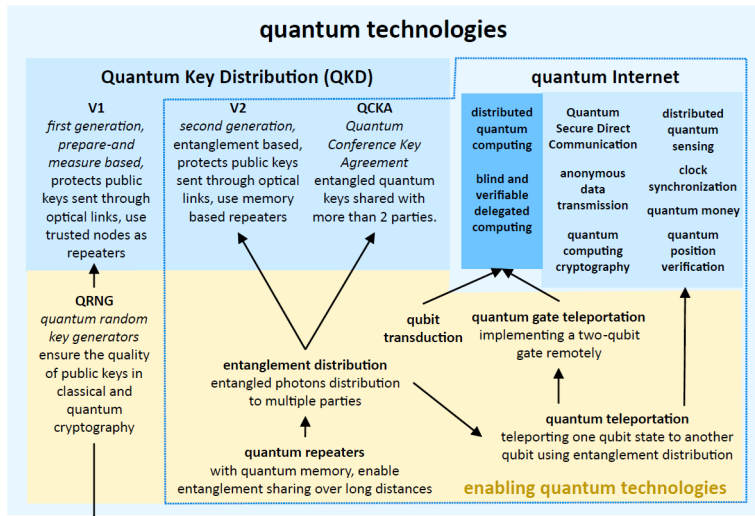 quantum technologies
Quantum Key Distribution (QKD)
V1
first generation,
prepare-and
measure based,
protects public
keys sent through
optical links, use
trusted nodes as
repeaters
V2
second generation,
entanglement based,
protects public keys
sent through optical
links, use memory
based repeaters
QCKA
Quantum
Conference Key
Agreement
entangled quantum
keys shared with
more than 2 parties.
quantum Internet
distributed
quantum
computing
blind and
verifiable
delegated
computing
Quantum
Secure Direct
Communication
anonymous
data
transmission
quantum
computing
cryptography
distributed
quantum
sensing
clock
synchronization
quantum money
quantum
position
verification
QRNG
quantum random
key generators
ensure the quality
of public keys in
classical and
quantum
cryptography
entanglement distribution
entangled photons distribution
to multiple parties
quantum repeaters
with quantum memory, enable
entanglement sharing over long distances
qubit
transduction
quantum gate teleportation
implementing a two-qubit
gate remotely
quantum teleportation
teleporting one qubit state to another
qubit using entanglement distribution
enabling quantum technologies